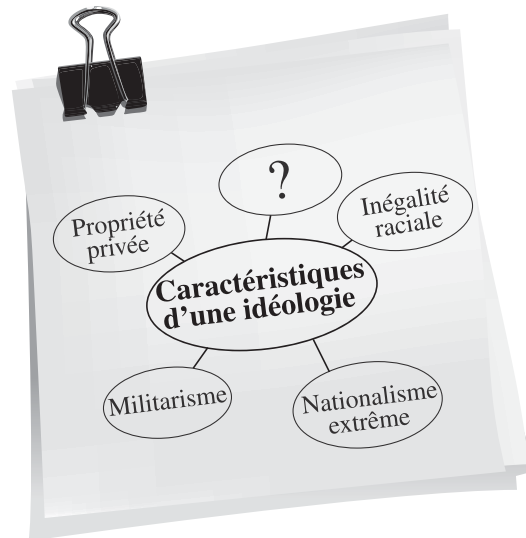 ?
Propriété
privée
Inégalité
raciale
Caractéristiques
d'une idéologie
Militarisme
Nationalisme
extrême